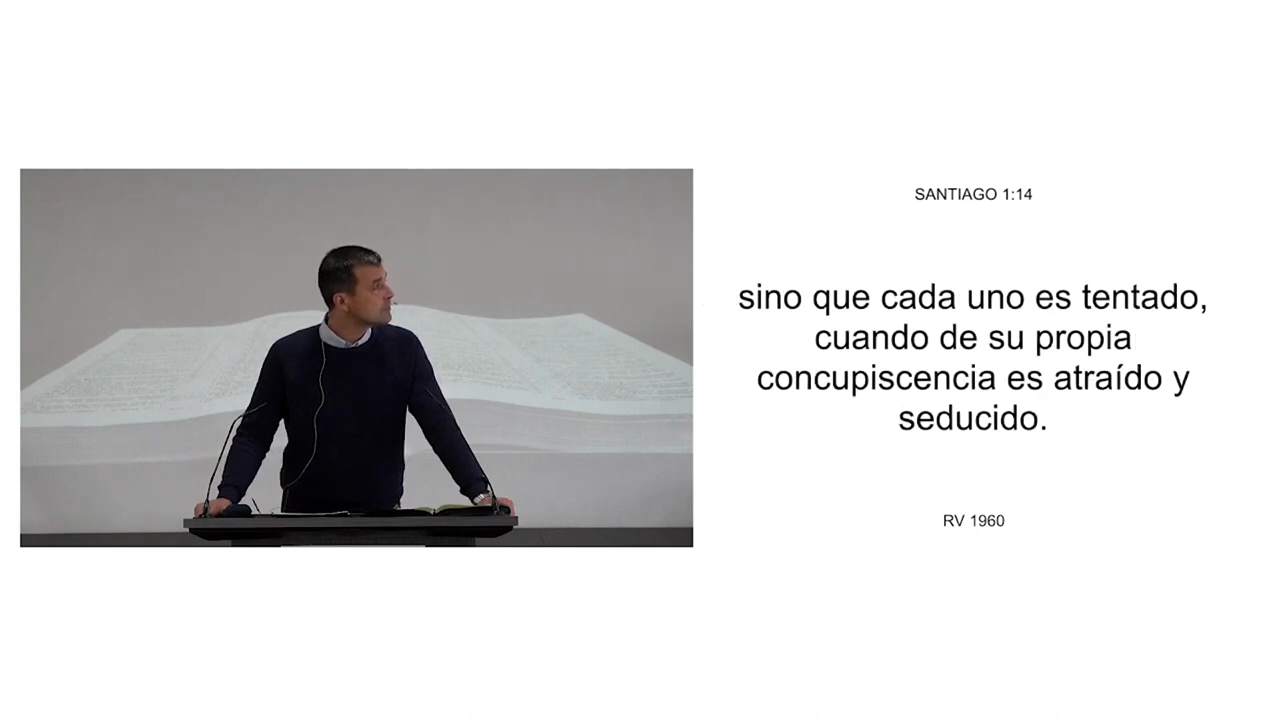 SANTIAGO 1:14
sino que cada uno es tentado,
cuando de su propia
concupiscencia es atraído y
seducido.
RV 1960